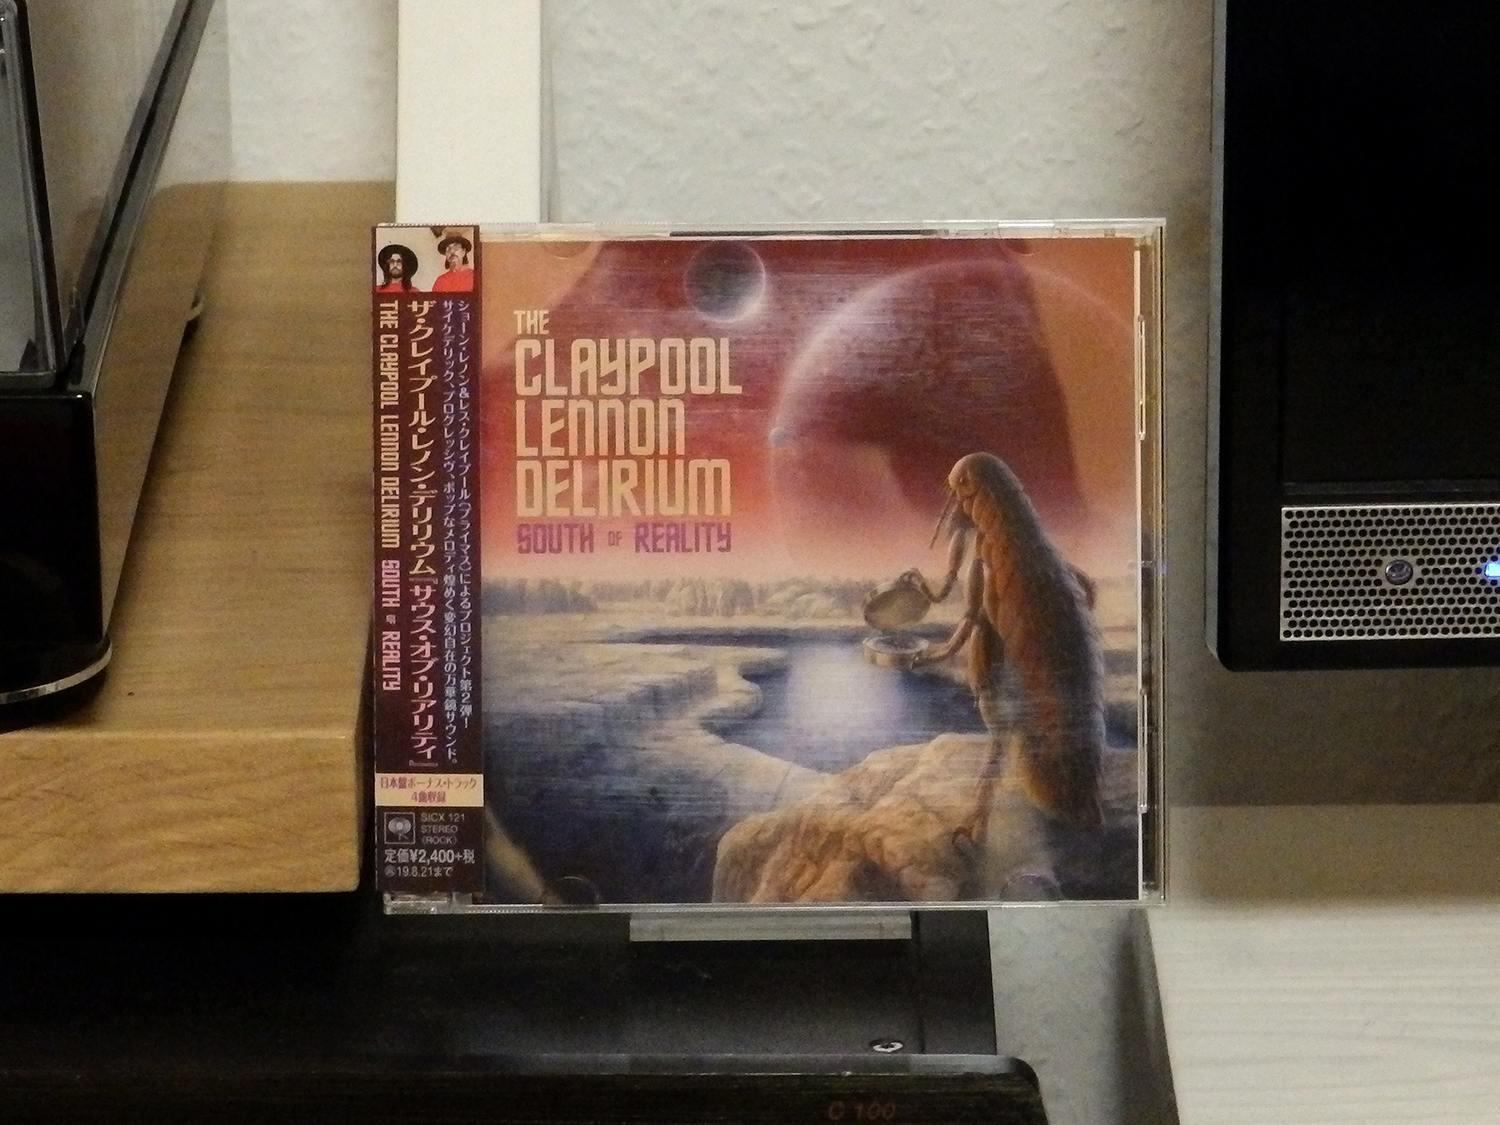 ショーン・レノン&レス・クレイプール(プライマス)によるプロジェクト第2弾!
サイケデリック、プログレッシヴ、ポップなメロディ煌めく変幻自在の万華鏡サウンド。
ザ・クレイプール・レノン・デリリウム『サウス・オブ・リアリティ』
THE CLAYPOOL LENNON DELIRIUM SOUTH OF REALITY
日本盤ボーナス・トラック
4曲収録
SICX 121
STEREO
(ROCK)
定価¥2,400+税
19.8.21まで
THE
CLAYPOOL
LENNON
DELIRIUM
SOUTH OF REALITY
C 100